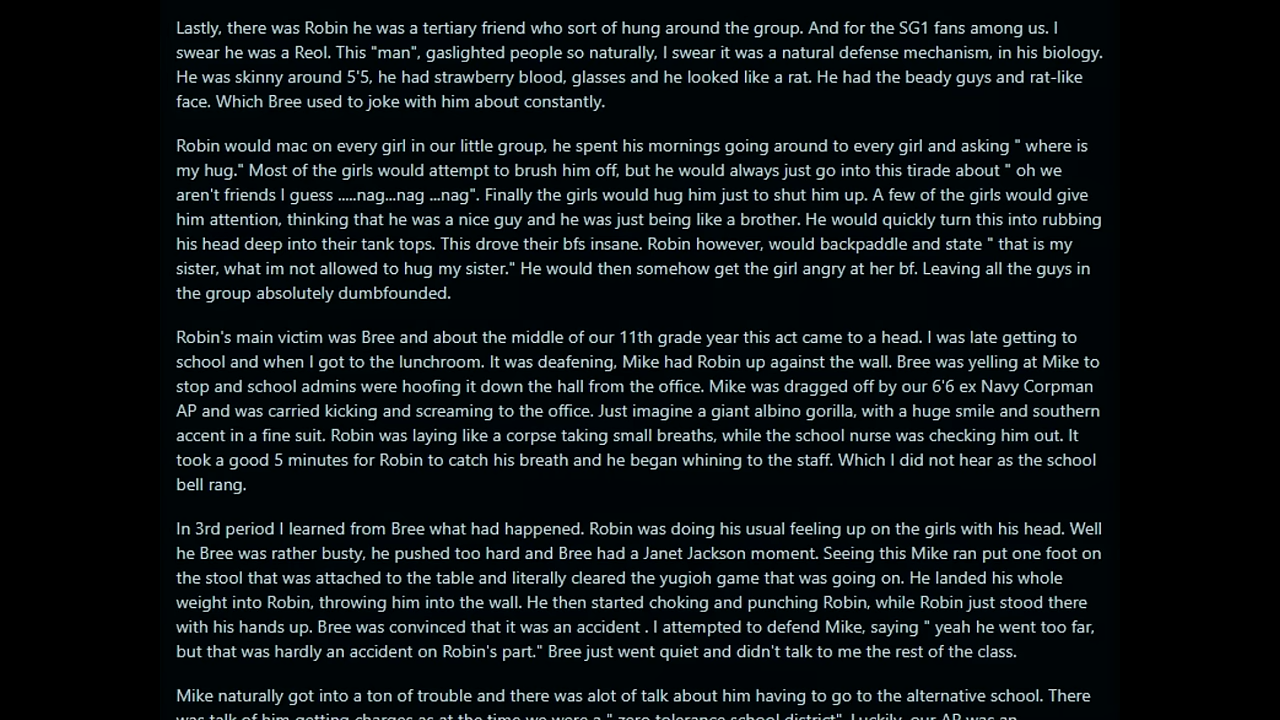 Lastly, there was Robin he was a tertiary friend who sort of hung around the group. And for the SG1 fans among us. I
swear he was a Reol. This "man", gaslighted people so naturally, I swear it was a natural defense mechanism, in his biology.
He was skinny around 5'5, he had strawberry blood, glasses and he looked like a rat. He had the beady guys and rat-like
face. Which Bree used to joke with him about constantly.
Robin would mac on every girl in our little group, he spent his mornings going around to every girl and asking " where is
my hug." Most of the girls would attempt to brush him off, but he would always just go into this tirade about " oh we
aren't friends I guess .....nag...nag ...nag". Finally the girls would hug him just to shut him up. A few of the girls would give
him attention, thinking that he was a nice guy and he was just being like a brother. He would quickly turn this into rubbing
his head deep into their tank tops. This drove their bfs insane. Robin however, would backpaddle and state " that is my
sister, what im not allowed to hug my sister." He would then somehow get the girl angry at her bf. Leaving all the guys in
the group absolutely dumbfounded.
Robin's main victim was Bree and about the middle of our 11th grade year this act came to a head. I was late getting to
school and when I got to the lunchroom. It was deafening, Mike had Robin up against the wall. Bree was yelling at Mike to
stop and school admins were hoofing it down the hall from the office. Mike was dragged off by our 6'6 ex Navy Corpman
AP and was carried kicking and screaming to the office. Just imagine a giant albino gorilla, with a huge smile and southern
accent in a fine suit. Robin was laying like a corpse taking small breaths, while the school nurse was checking him out. It
took a good 5 minutes for Robin to catch his breath and he began whining to the staff. Which I did not hear as the school
bell rang.
In 3rd period I learned from Bree what had happened. Robin was doing his usual feeling up on the girls with his head. Well
he Bree was rather busty, he pushed too hard and Bree had a Janet Jackson moment. Seeing this Mike ran put one foot on
the stool that was attached to the table and literally cleared the yugioh game that was going on. He landed his whole
weight into Robin, throwing him into the wall. He then started choking and punching Robin, while Robin just stood there
with his hands up. Bree was convinced that it was an accident . I attempted to defend Mike, saying " yeah he went too far,
but that was hardly an accident on Robin's part." Bree just went quiet and didn't talk to me the rest of the class.
Mike naturally got into a ton of trouble and there was alot of talk about him having to go to the alternative school. There
was talk of him getting charges as at the time we were a " zero tolerance school district". Luckily, our AP was an